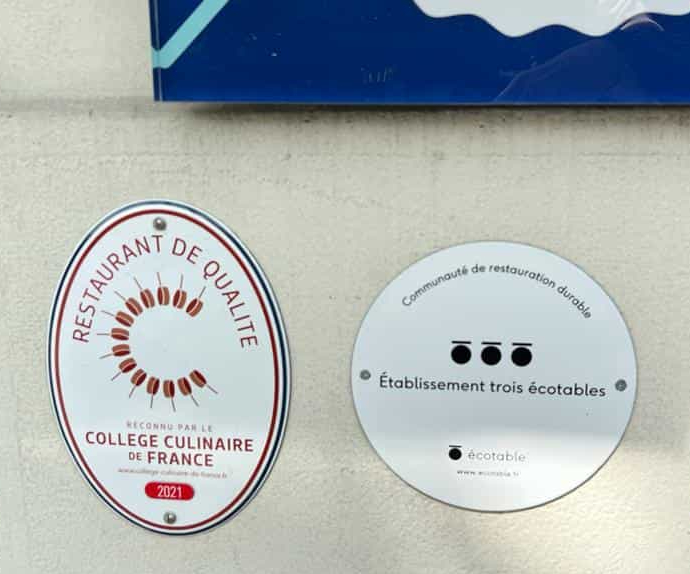 RESTAURANT DE QUALITE
RECONNU PAR LE
COLLEGE CULINAIRE
DE FRANCE
www.college-culinaire-de-france.fr
2021
Communauté de restauration durable
Établissement trois écotables
écotable
www.ecotable.fr